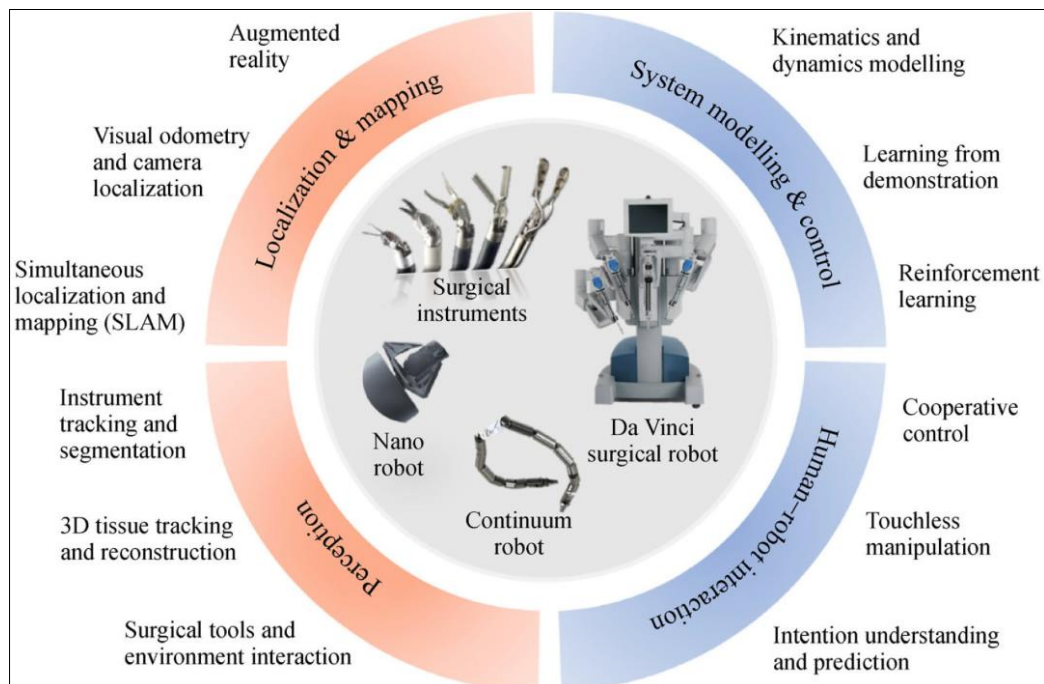 Augmented
reality
Visual odometry
and camera
localization
Simultaneous
localization and
mapping (SLAM)
Localization & mapping
Kinematics and
dynamics modelling
Learning from
demonstration
Reinforcement
learning
System modelling & control
Surgical
instruments
Nano
robot
Continuum
robot
Da Vinci
surgical robot
Instrument
tracking and
segmentation
3D tissue tracking
and reconstruction
Surgical tools and
environment interaction
Perception
Cooperative
control
Touchless
manipulation
Intention understanding
and prediction
Human–robot interaction